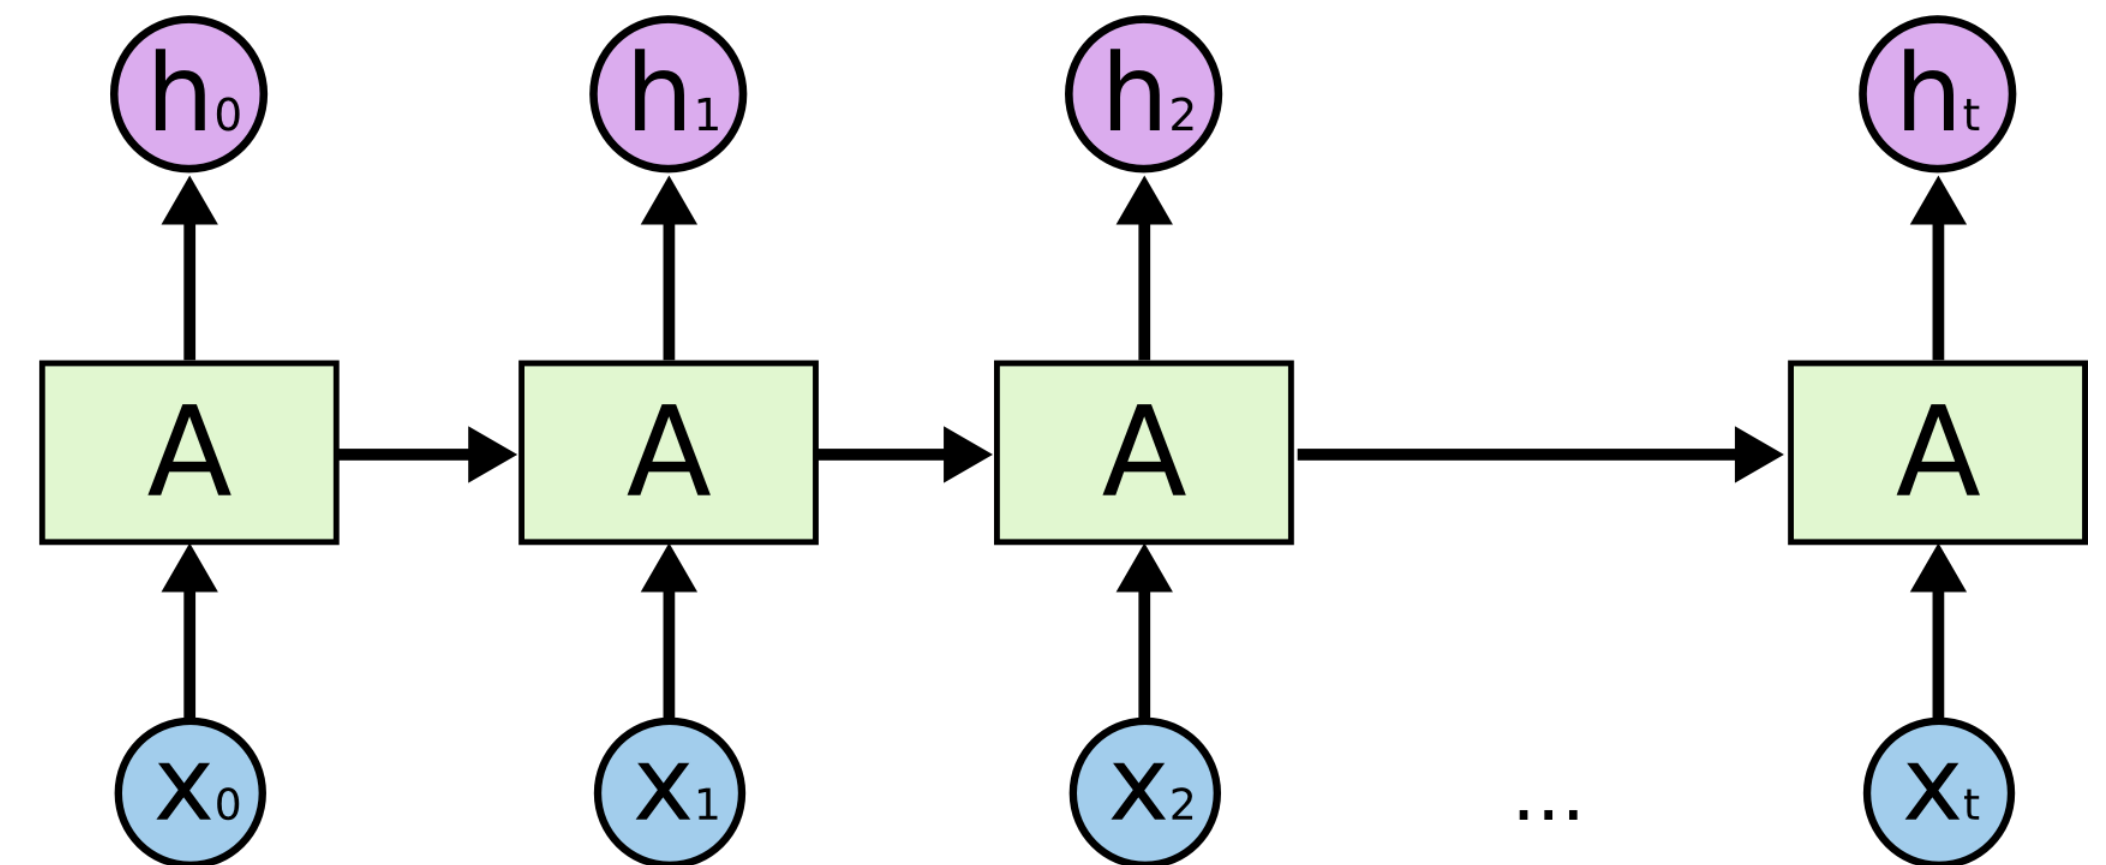 h₀ h₁ h₂ hₜ
A A A A
x₀ x₁ x₂ ... xₜ